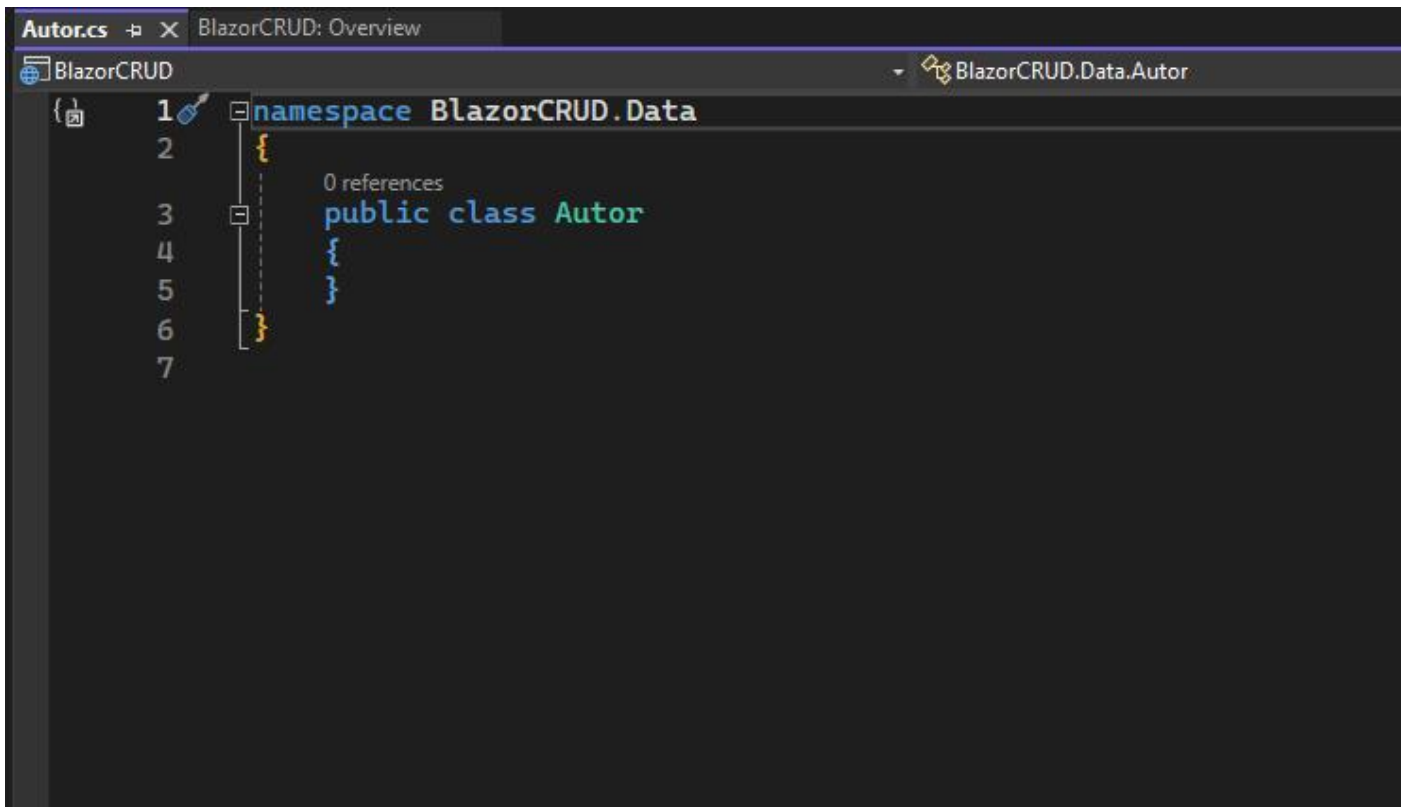 Autor.cs BlazorCRUD: Overview
BlazorCRUD BlazorCRUD.Data.Autor
1 namespace BlazorCRUD.Data
2 {
0 references
3 public class Autor
4 {
5 }
6 }
7